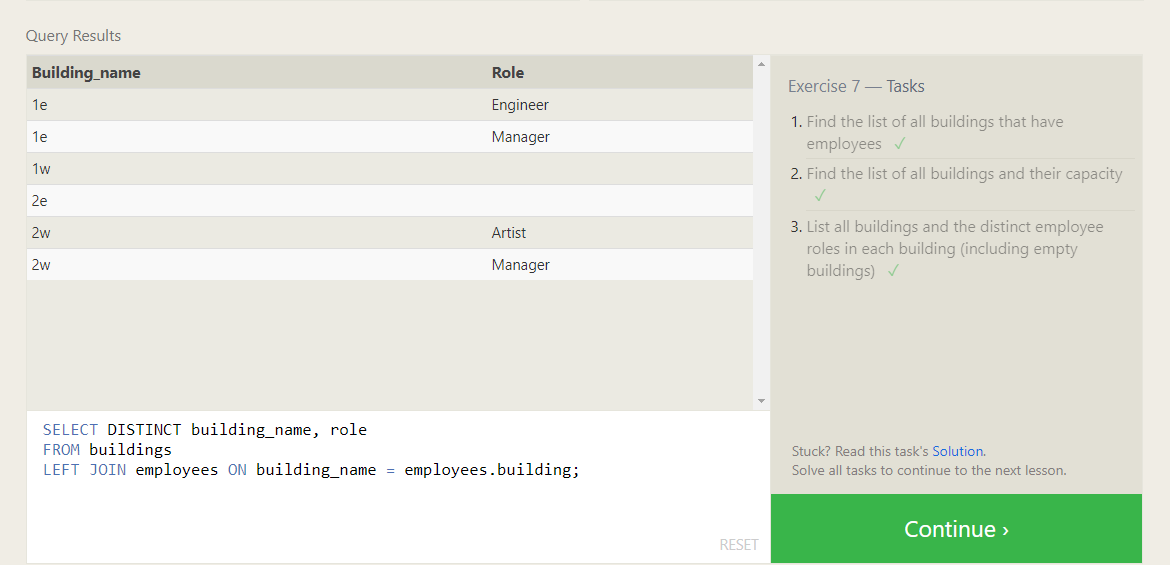 Query Results
Building_name Role
1e Engineer
1e Manager
1w
2e
2w Artist
2w Manager
SELECT DISTINCT building_name, role
FROM buildings
LEFT JOIN employees ON building_name = employees.building;
RESET
Exercise 7 — Tasks
1. Find the list of all buildings that have
employees ✓
2. Find the list of all buildings and their capacity
✓
3. List all buildings and the distinct employee
roles in each building (including empty
buildings) ✓
Stuck? Read this task's Solution.
Solve all tasks to continue to the next lesson.
Continue ›